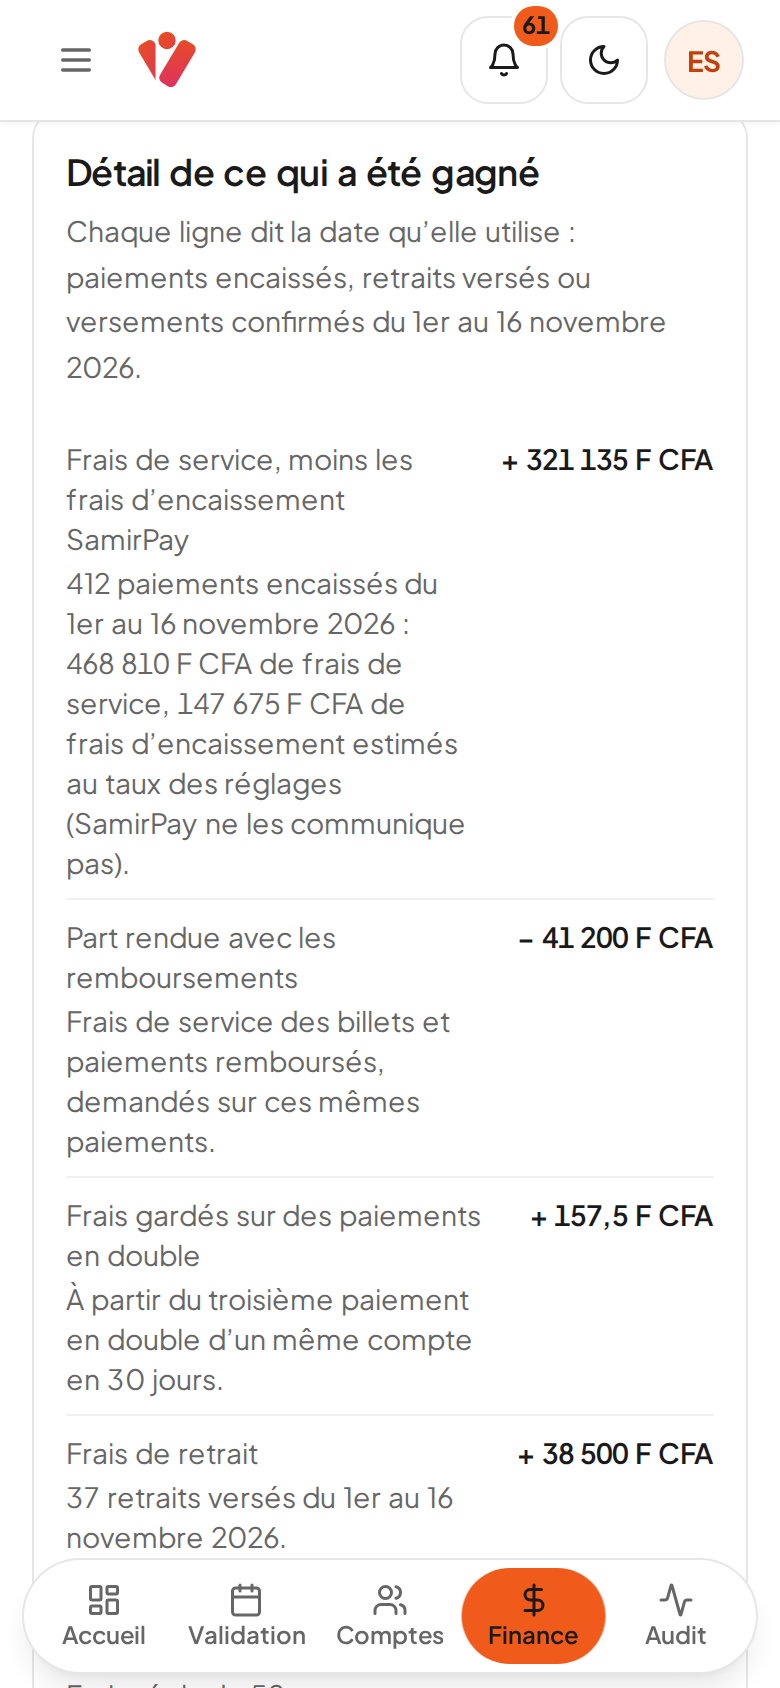 61
ES
Détail de ce qui a été gagné
Chaque ligne dit la date qu’elle utilise :
paiements encaissés, retraits versés ou
versements confirmés du 1er au 16 novembre
2026.
Frais de service, moins les
frais d’encaissement
SamirPay
+ 321 135 F CFA
412 paiements encaissés du
1er au 16 novembre 2026 :
468 810 F CFA de frais de
service, 147 675 F CFA de
frais d’encaissement estimés
au taux des réglages
(SamirPay ne les communique
pas).
Part rendue avec les
remboursements
− 41 200 F CFA
Frais de service des billets et
paiements remboursés,
demandés sur ces mêmes
paiements.
Frais gardés sur des paiements
en double
+ 157,5 F CFA
À partir du troisième paiement
en double d’un même compte
en 30 jours.
Frais de retrait
+ 38 500 F CFA
37 retraits versés du 1er au 16
novembre 2026.
Accueil
Validation
Comptes
Finance
Audit